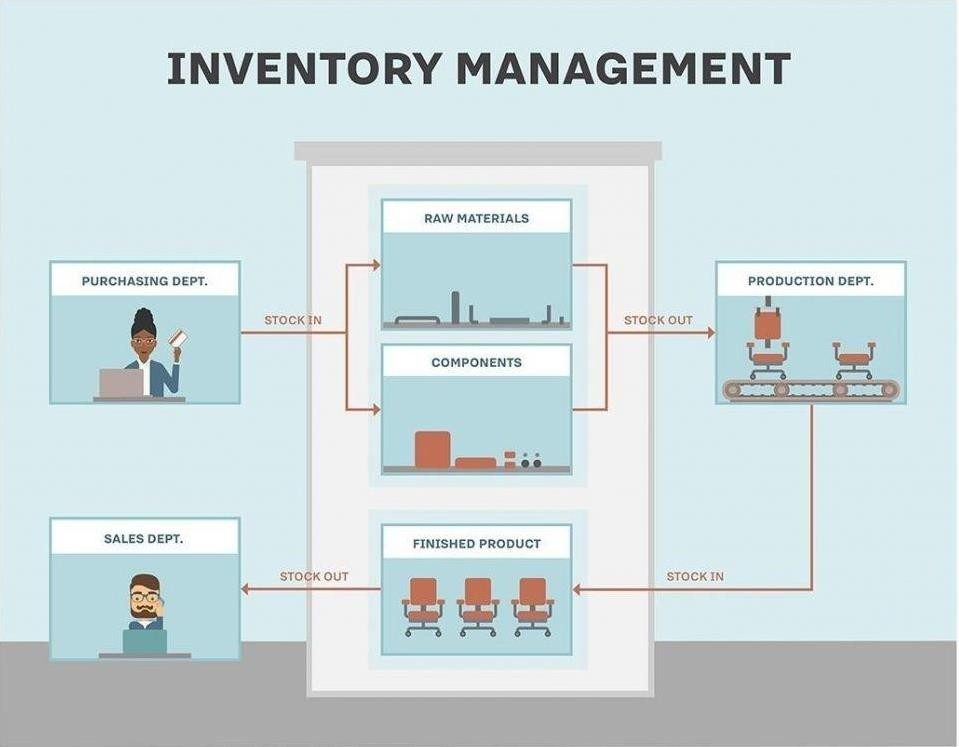 INVENTORY MANAGEMENT
RAW MATERIALS
PURCHASING DEPT.
PRODUCTION DEPT.
STOCK IN
STOCK OUT
COMPONENTS
SALES DEPT.
FINISHED PRODUCT
STOCK OUT
STOCK IN